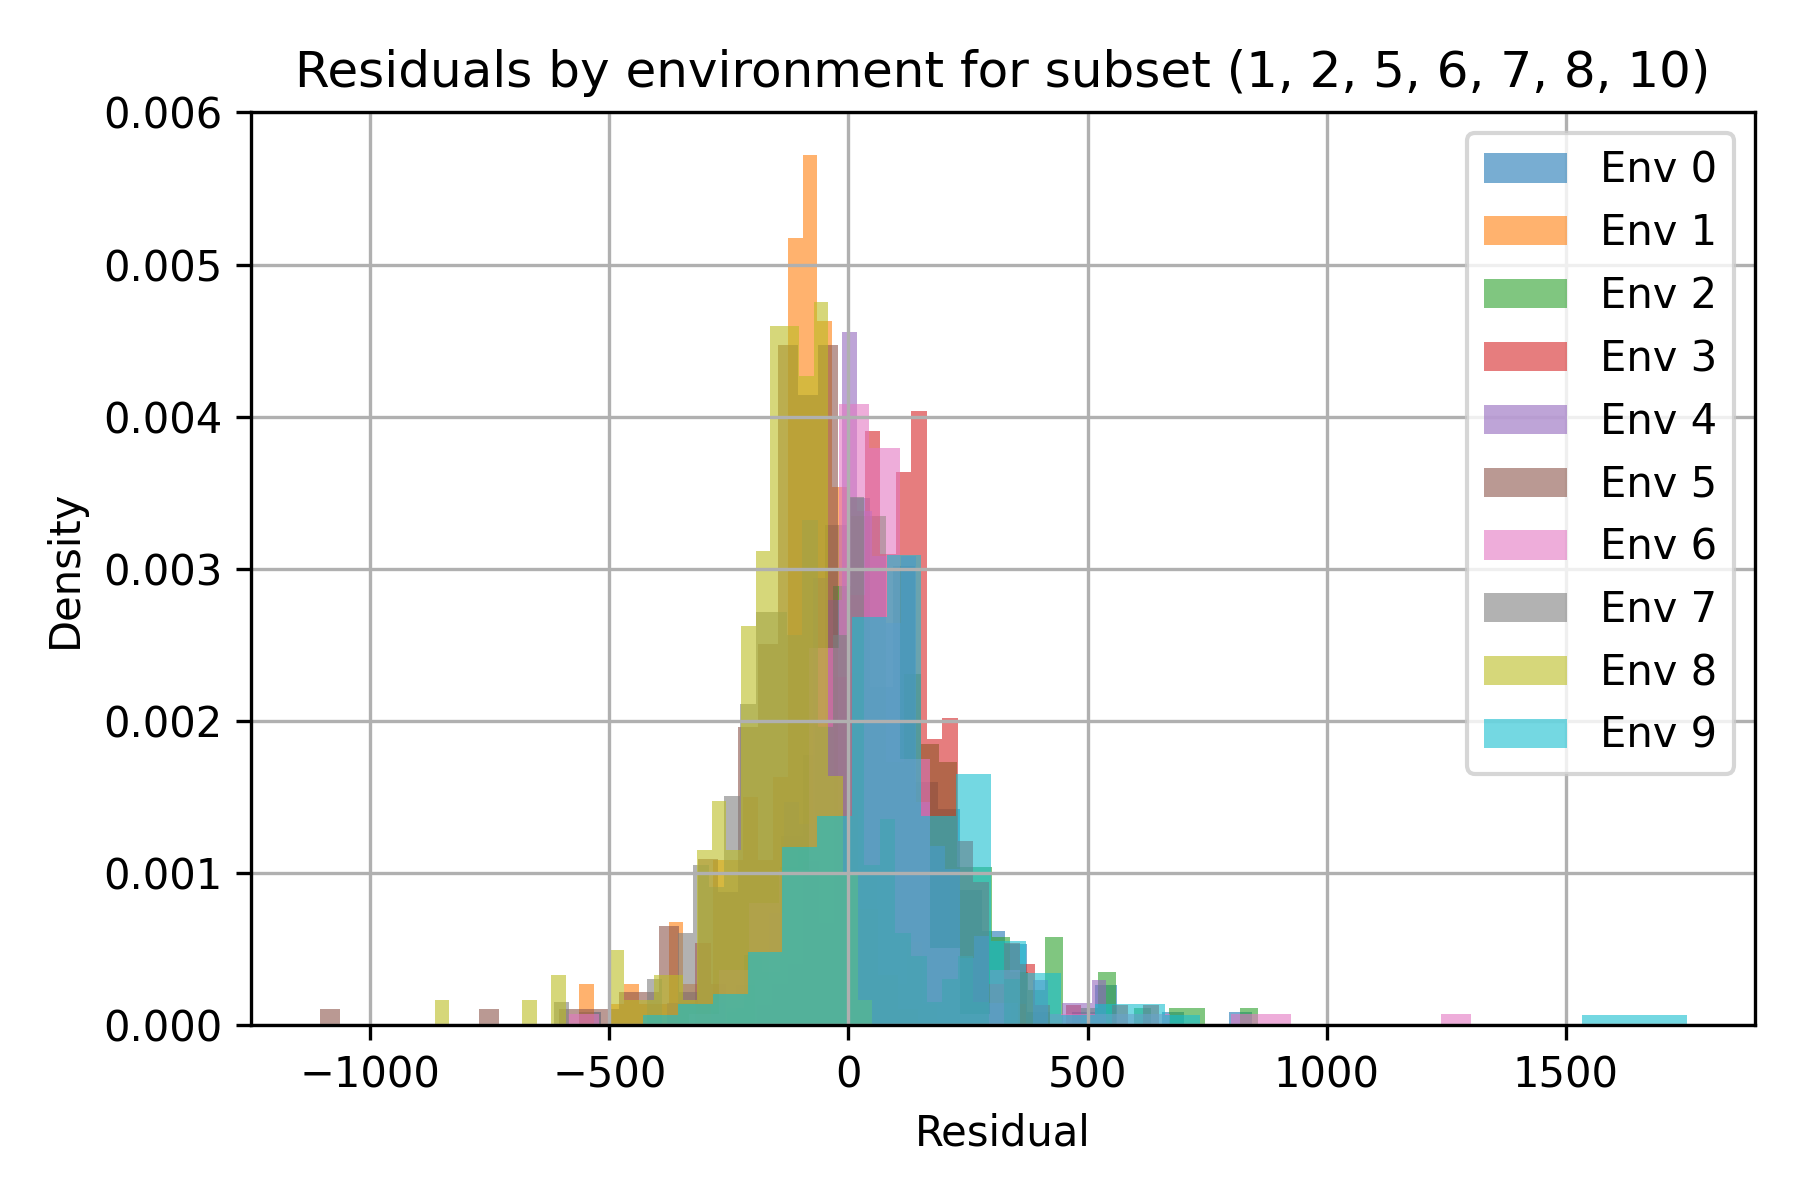 Residuals by environment for subset (1, 2, 5, 6, 7, 8, 10)
0.006
0.005
0.004
0.003
0.002
0.001
0.000
Density
−1000
−500
0
500
1000
1500
Residual
Env 0
Env 1
Env 2
Env 3
Env 4
Env 5
Env 6
Env 7
Env 8
Env 9